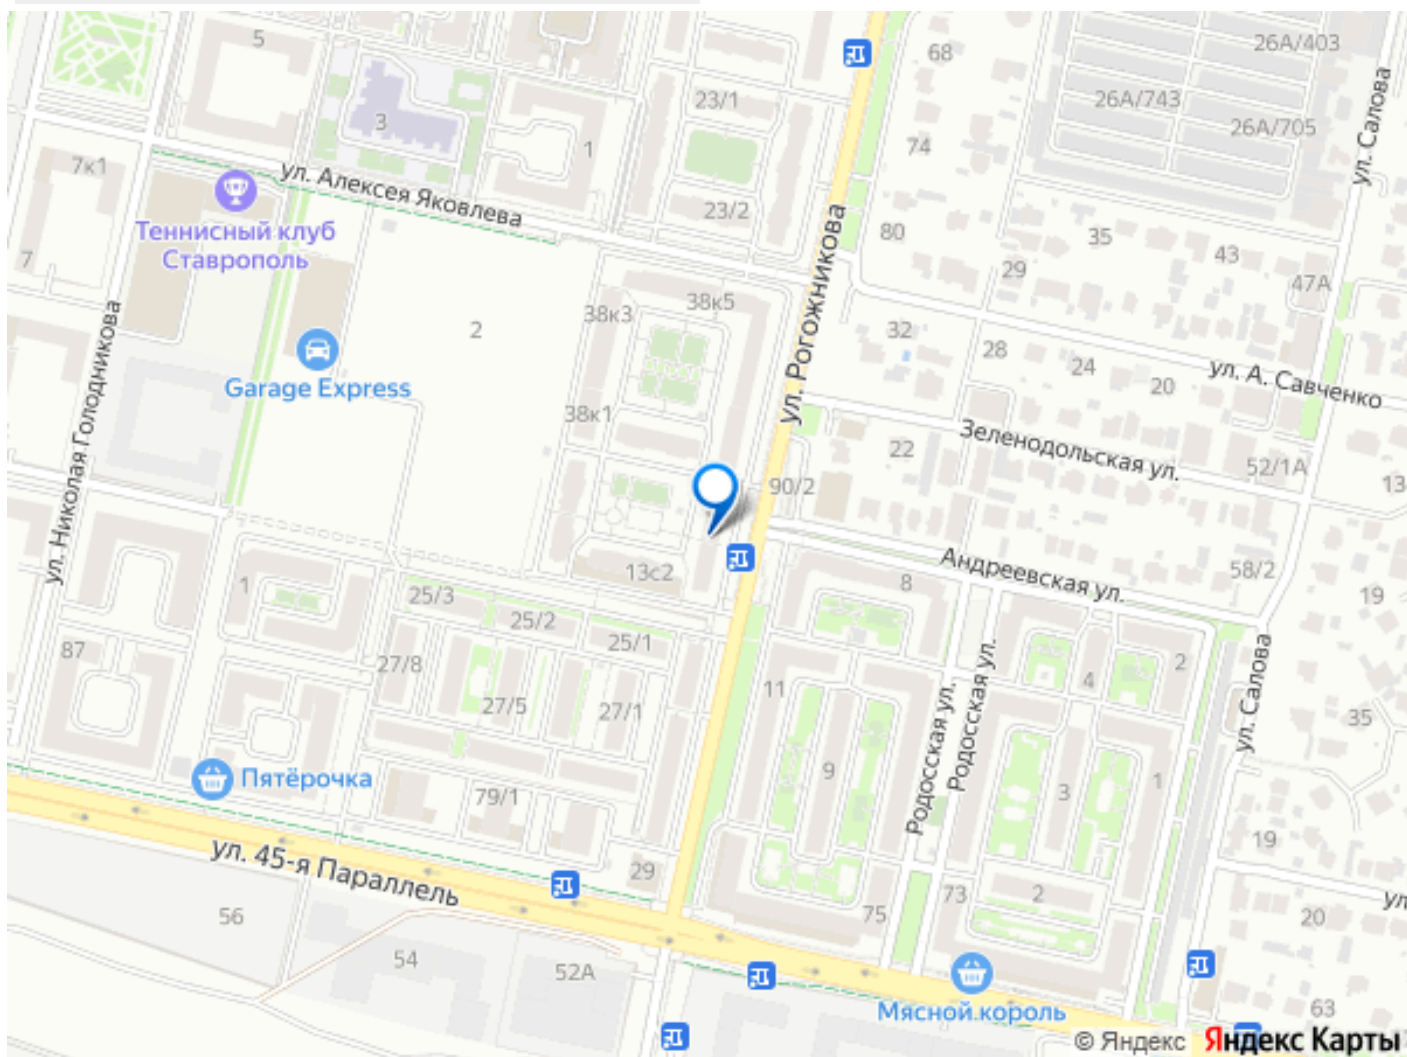 5
68
26А/403
26А/743
26А/705
ул. Салова
23/1
3
1
74
7к1
ул. Алексея Яковлева
23/2
80
35
43
Теннисный клуб
Ставрополь
7
29
47А
38к5
38к3
2
32
28
24
20
ул. А. Савченко
ул. Рогожникова
Garage Express
38к1
ул. Николая Голодникова
22
Зеленодольская ул.
52/1А
13
90/2
13с2
Андреевская ул.
8
58/2
19
1
25/3
25/2
25/1
87
27/8
27/5
27/1
11
4
2
ул. Салова
35
Родосская ул.
Родосская ул.
9
3
1
Пятёрочка
79/1
19
ул. 45-я Параллель
29
56
54
52А
75
73
2
20
ул
Мясной король
63
© Яндекс
Яндекс Карты